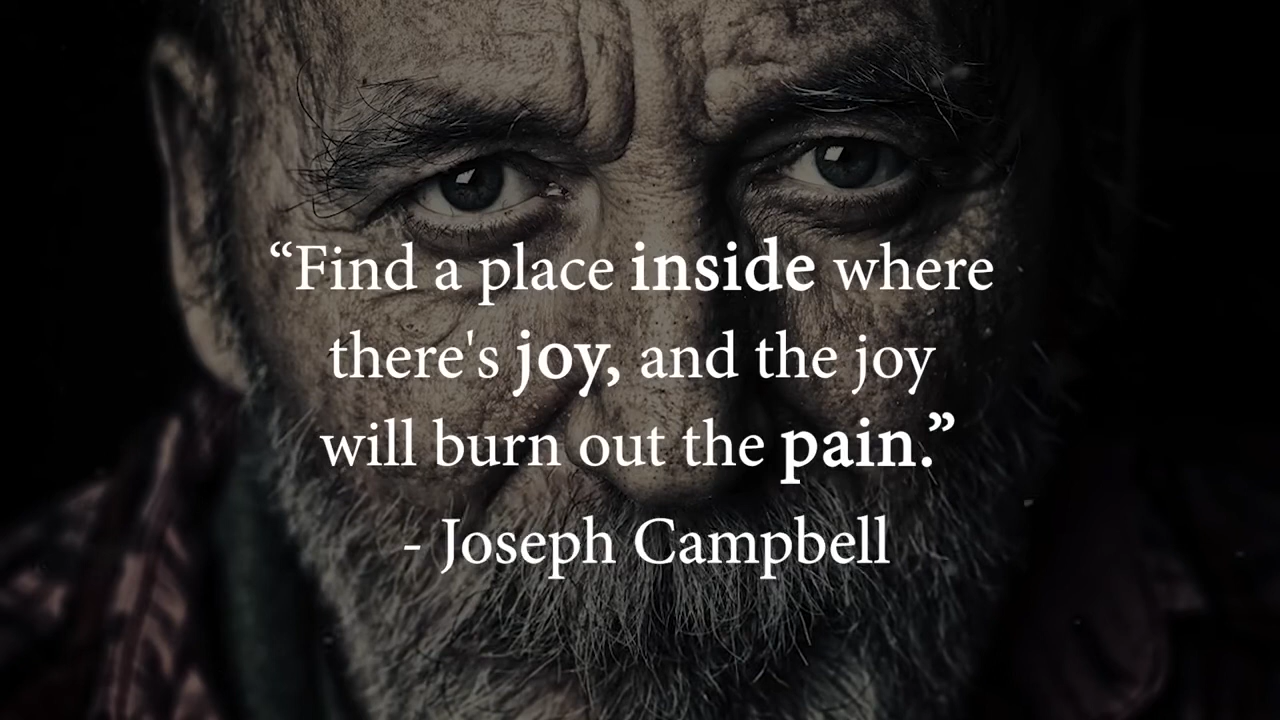 “Find a place inside where
there's joy, and the joy
will burn out the pain.”
- Joseph Campbell